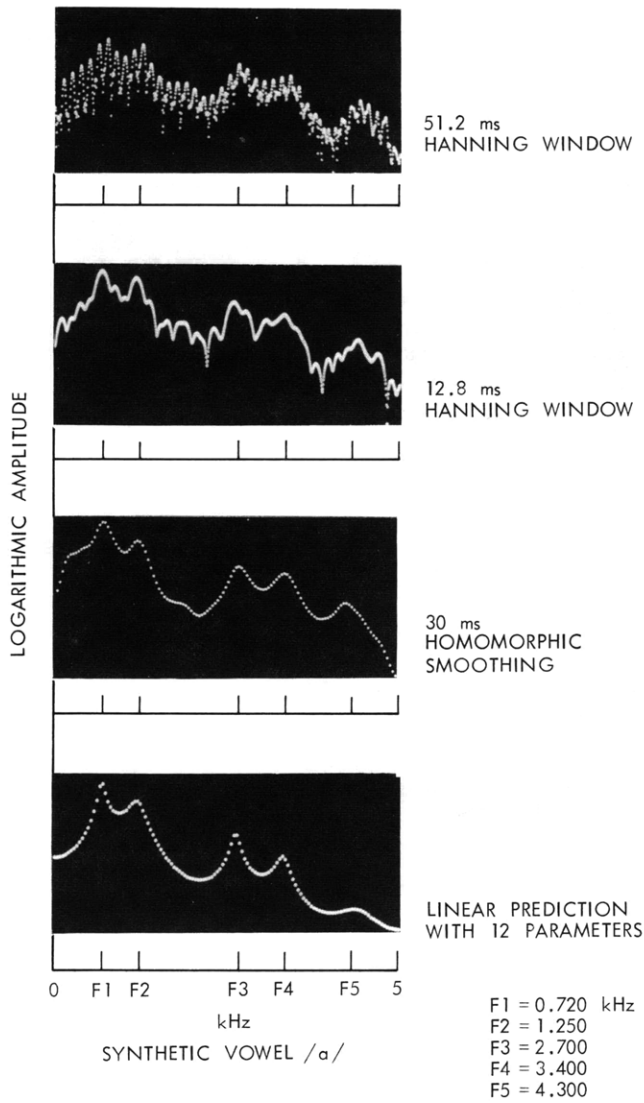 51.2 ms
HANNING WINDOW
12.8 ms
HANNING WINDOW
LOGARITHMIC AMPLITUDE
30 ms
HOMOMORPHIC
SMOOTHING
LINEAR PREDICTION
WITH 12 PARAMETERS
0 F1 F2 F3 F4 F5 5
kHz
SYNTHETIC VOWEL /a/
F1 = 0.720 kHz
F2 = 1.250
F3 = 2.700
F4 = 3.400
F5 = 4.300